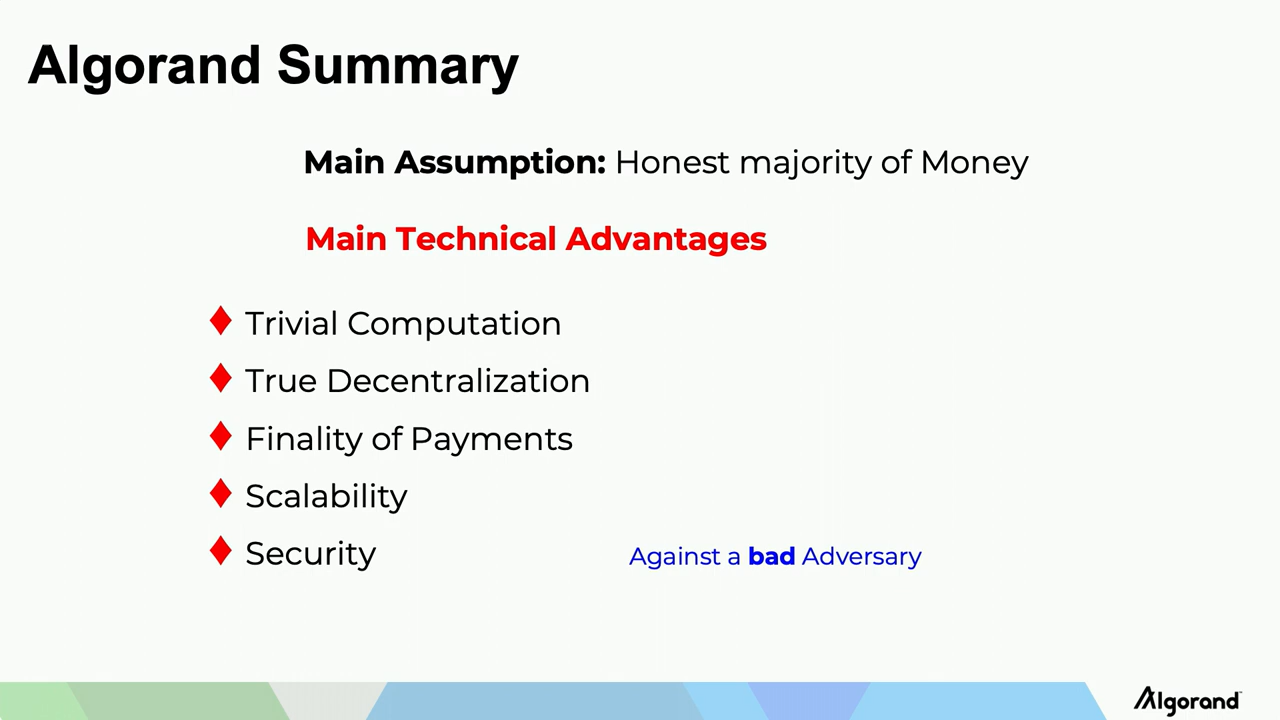 Algorand Summary
Main Assumption: Honest majority of Money
Main Technical Advantages
Trivial Computation
True Decentralization
Finality of Payments
Scalability
Security
Against a bad Adversary
Algorand